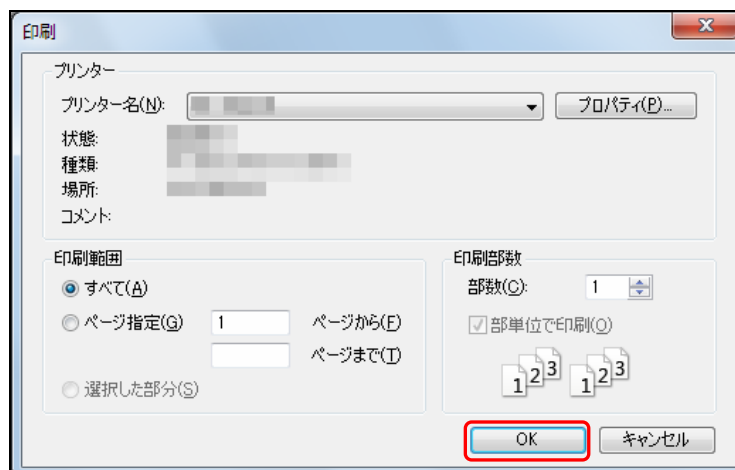 印刷
プリンター
プリンター名(N): プロパティ(P)...
状態:
種類:
場所:
コメント:
印刷範囲
すべて(A)
ページ指定(G) 1 ページから(F)
ページまで(T)
選択した部分(S)
印刷部数
部数(C): 1
部単位で印刷(O)
1 2 3 1 2 3
OK キャンセル